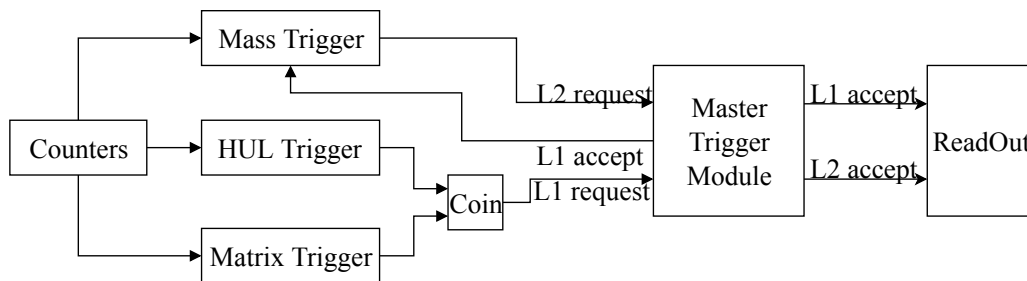 Mass Trigger
L2 request
L1 accept
Master
Trigger
Module
ReadOut
Counters
HUL Trigger
L1 accept
L1 request
L2 accept
Coin
Matrix Trigger